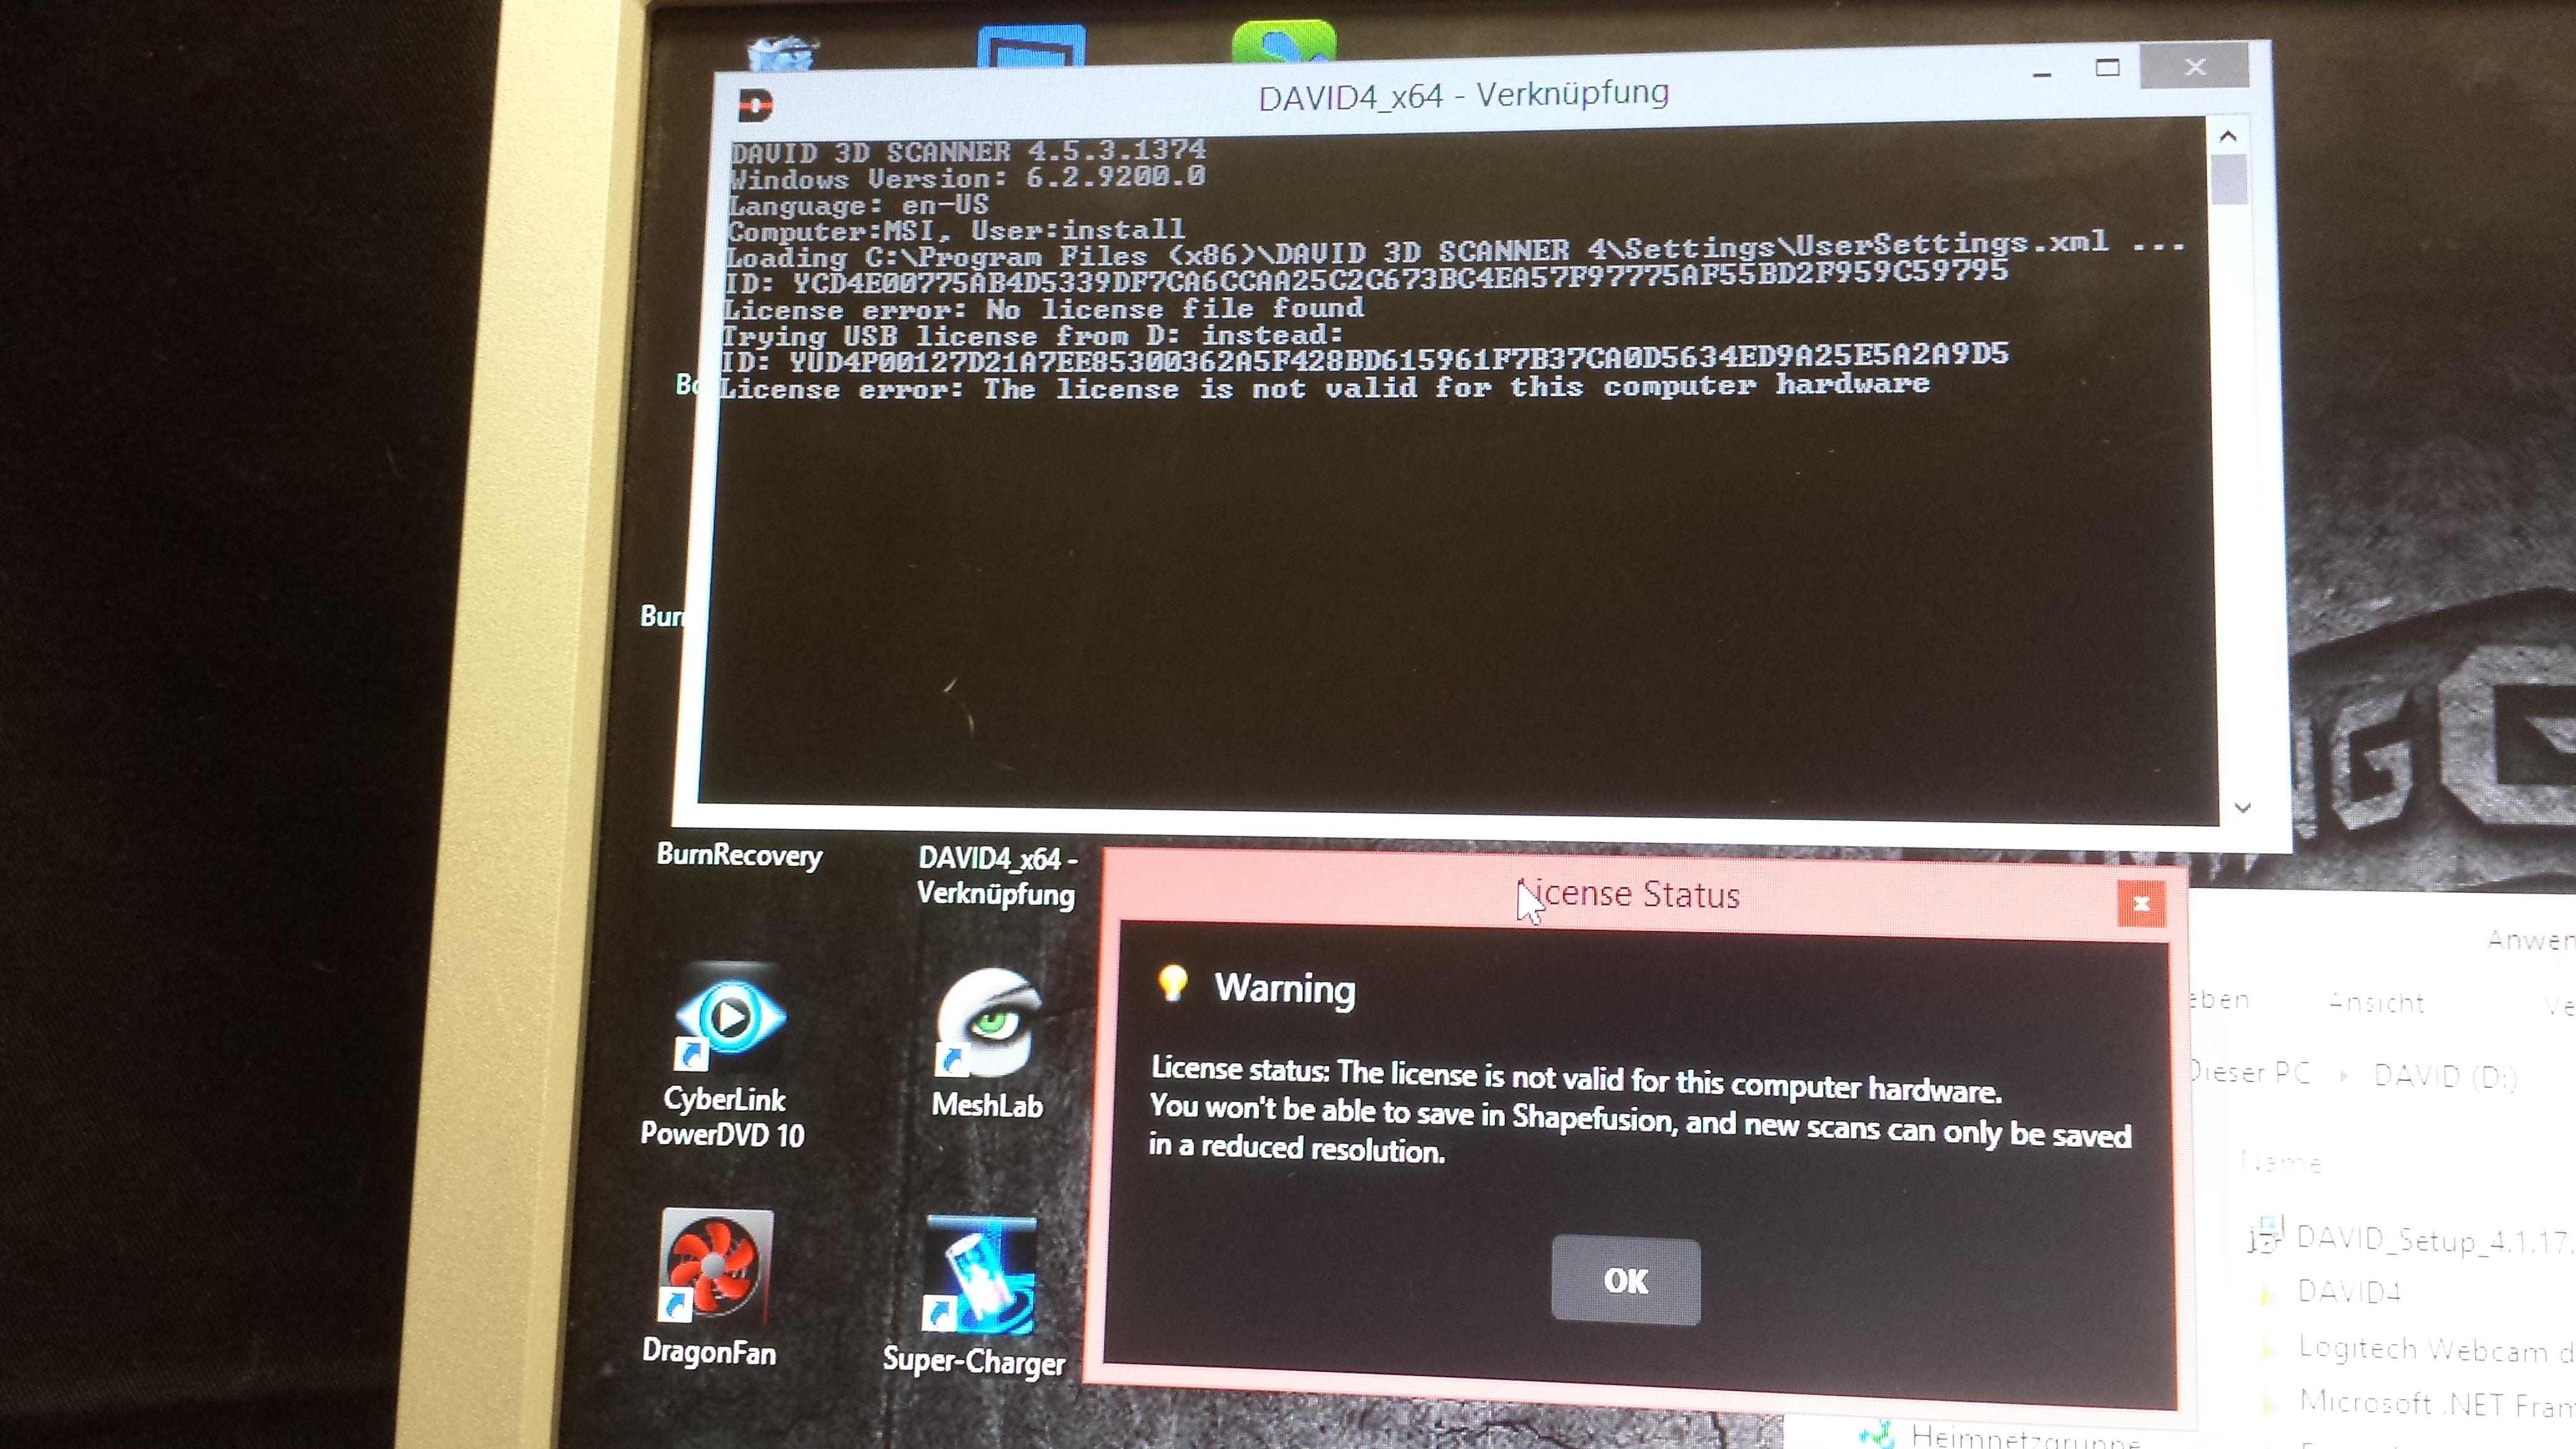 DAVID4_x64 - Verknüpfung
DAVID 3D SCANNER 4.5.3.1374
Windows Version: 6.2.9200.0
Language: en-US
Computer:MSI, User:install
Loading C:\Program Files (x86)\DAVID 3D SCANNER 4\Settings\UserSettings.xml ...
ID: YCD4E00775AB4D5339DF7CA6CCAA25C2C673BC4EA57F97775AF55BD2F959C59795
License error: No license file found
Trying USB license from D: instead:
ID: YUD4P00127D21A7EE85300362A5F428BD615961F7B37CA0D5634ED9A25E5A2A9D5
License error: The license is not valid for this computer hardware
Bo
Burn
BurnRecovery
DAVID4_x64 -
Verknüpfung
CyberLink
PowerDVD 10
MeshLab
DragonFan
Super-Charger
License Status
Warning
License status: The license is not valid for this computer hardware.
You won't be able to save in Shapefusion, and new scans can only be saved
in a reduced resolution.
OK
Anwen
eben Ansicht Ve
Dieser PC DAVID (D:)
Name
DAVID_Setup_4.1.17.
DAVID4
Logitech Webcam d
Microsoft .NET Fram
Heimnetzgruppe